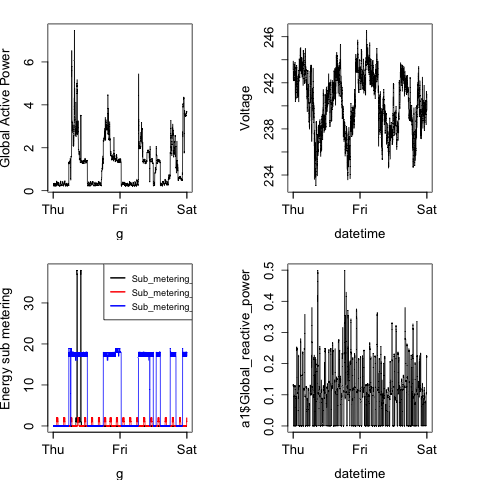 Global Active Power
0 2 4 6
Thu Fri Sat
g
Voltage
234 238 242 246
Thu Fri Sat
datetime
Energy sub metering
0 10 20 30
Sub_metering_
Sub_metering_
Sub_metering_
Thu Fri Sat
g
a1$Global_reactive_power
0.0 0.1 0.2 0.3 0.4 0.5
Thu Fri Sat
datetime